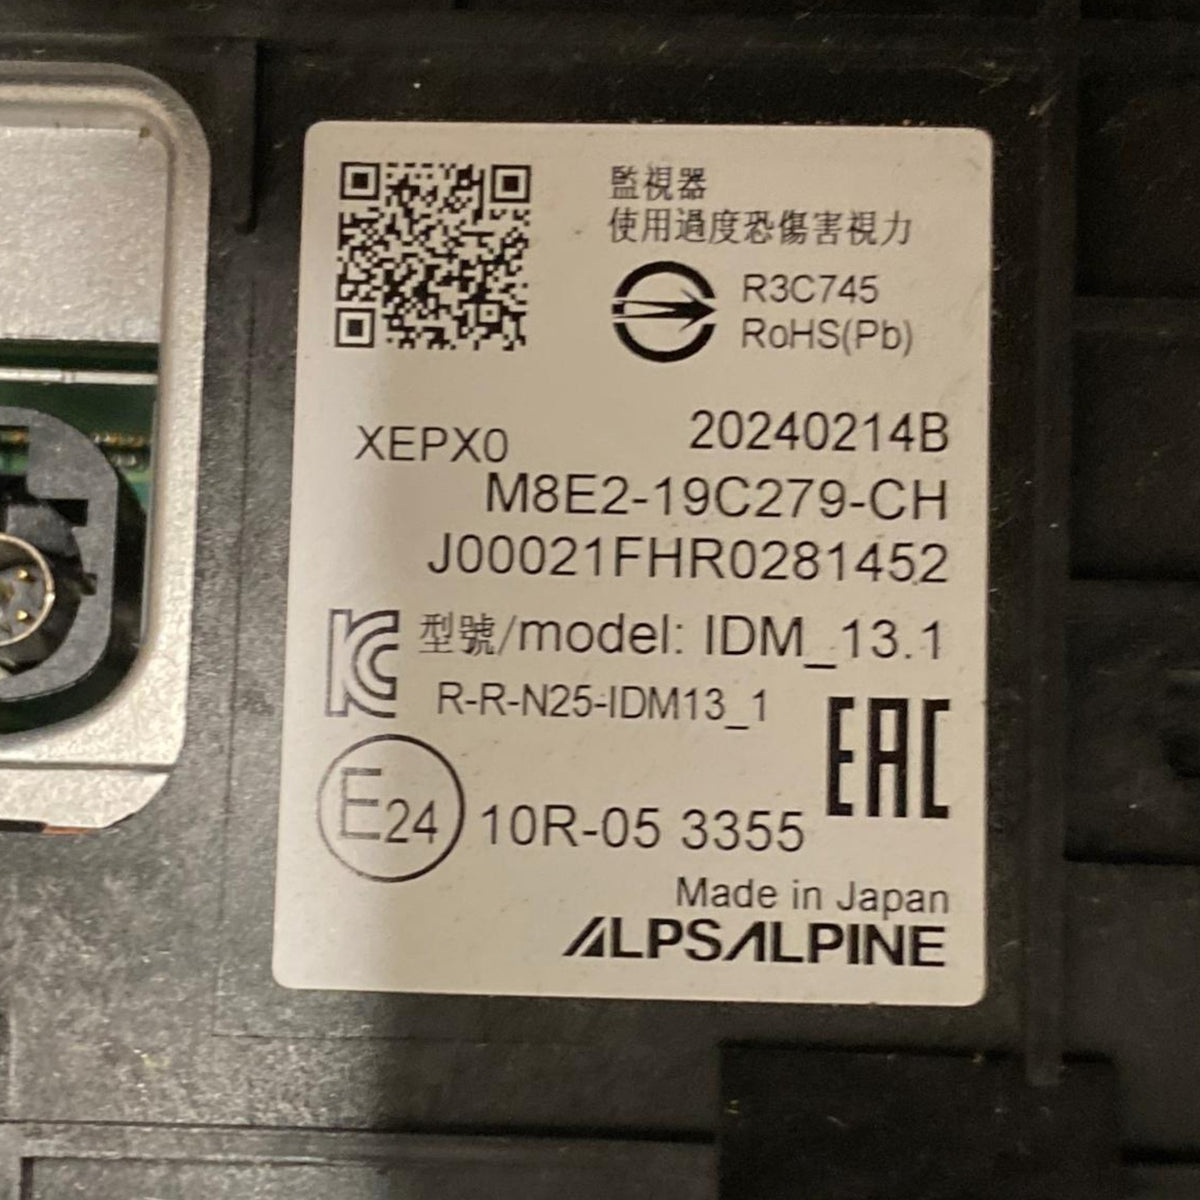 監視器
使用過度恐傷害視力
R3C745
RoHS(Pb)
20240214B
XEPX0
M8E2-19C279-CH
J00021FHR0281452
型號/model: IDM_13.1
R-R-N25-IDM13_1
EAC
E24 10R-05 3355
Made in Japan
ALPSALPINE